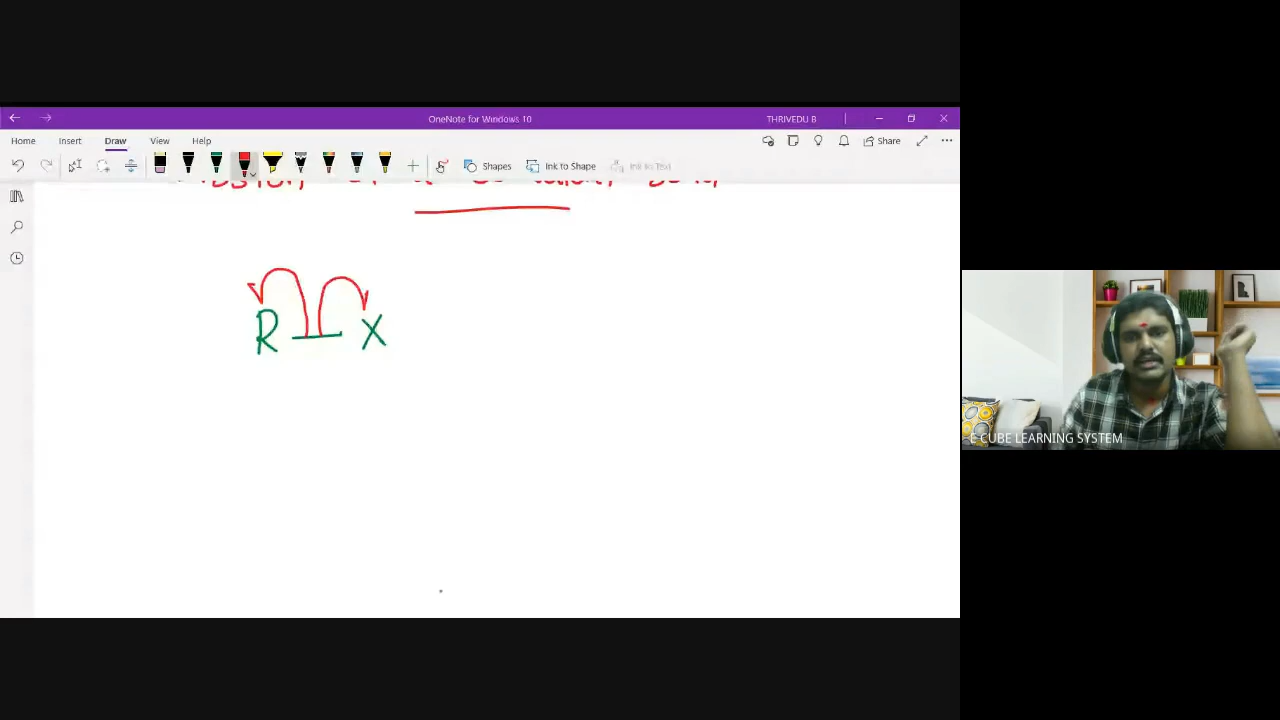 OneNote for Windows 10
THRIVEDU B
Home Insert Draw View Help
Share
Shapes
Ink to Shape
Ink to Text
R X
E CUBE LEARNING SYSTEM